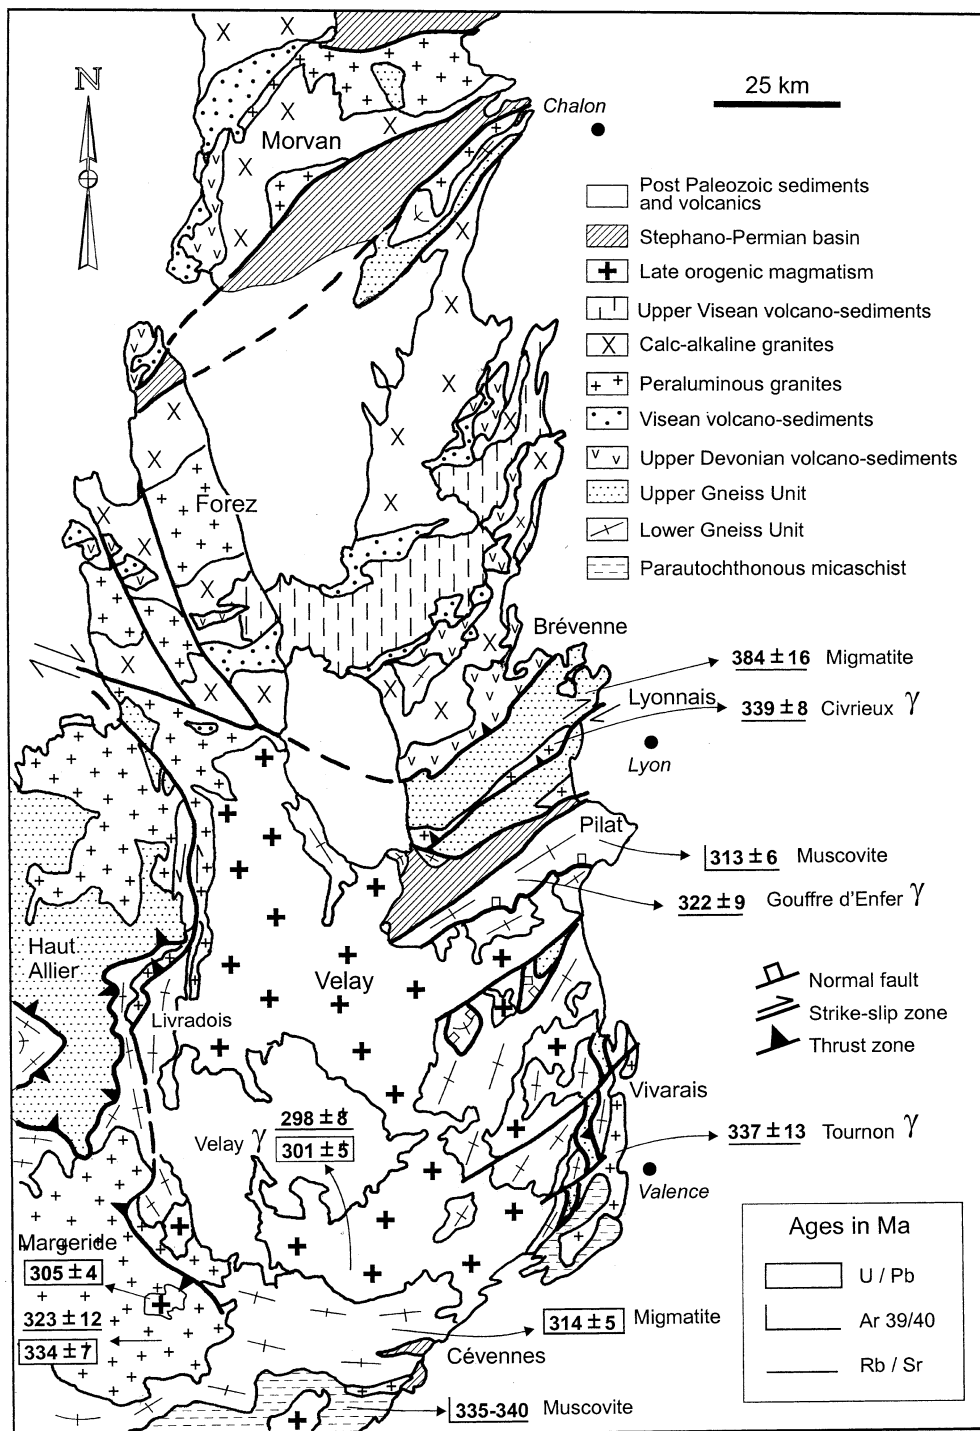 N
25 km
Chalon
Morvan
Post Paleozoic sediments
and volcanics
Stephano-Permian basin
Late orogenic magmatism
Upper Visean volcano-sediments
Calc-alkaline granites
Peraluminous granites
Visean volcano-sediments
Upper Devonian volcano-sediments
Upper Gneiss Unit
Lower Gneiss Unit
Parautochthonous micaschist
Forez
Brévenne
384 ± 16 Migmatite
Lyonnais
339 ± 8 Civrieux γ
Lyon
Pilat
313 ± 6 Muscovite
322 ± 9 Gouffre d'Enfer γ
Haut
Allier
Velay
Livradois
Normal fault
Strike-slip zone
Thrust zone
Vivarais
298 ± 8
Velay γ
301 ± 5
337 ± 13 Tournon γ
Valence
Margeride
305 ± 4
323 ± 12
334 ± 7
314 ± 5 Migmatite
Cévennes
335-340 Muscovite
Ages in Ma
U / Pb
Ar 39/40
Rb / Sr